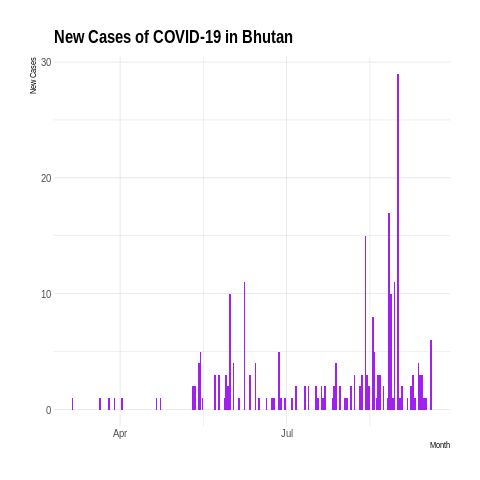 New Cases of COVID-19 in Bhutan
New Cases
30
20
10
0
Apr
Jul
Month